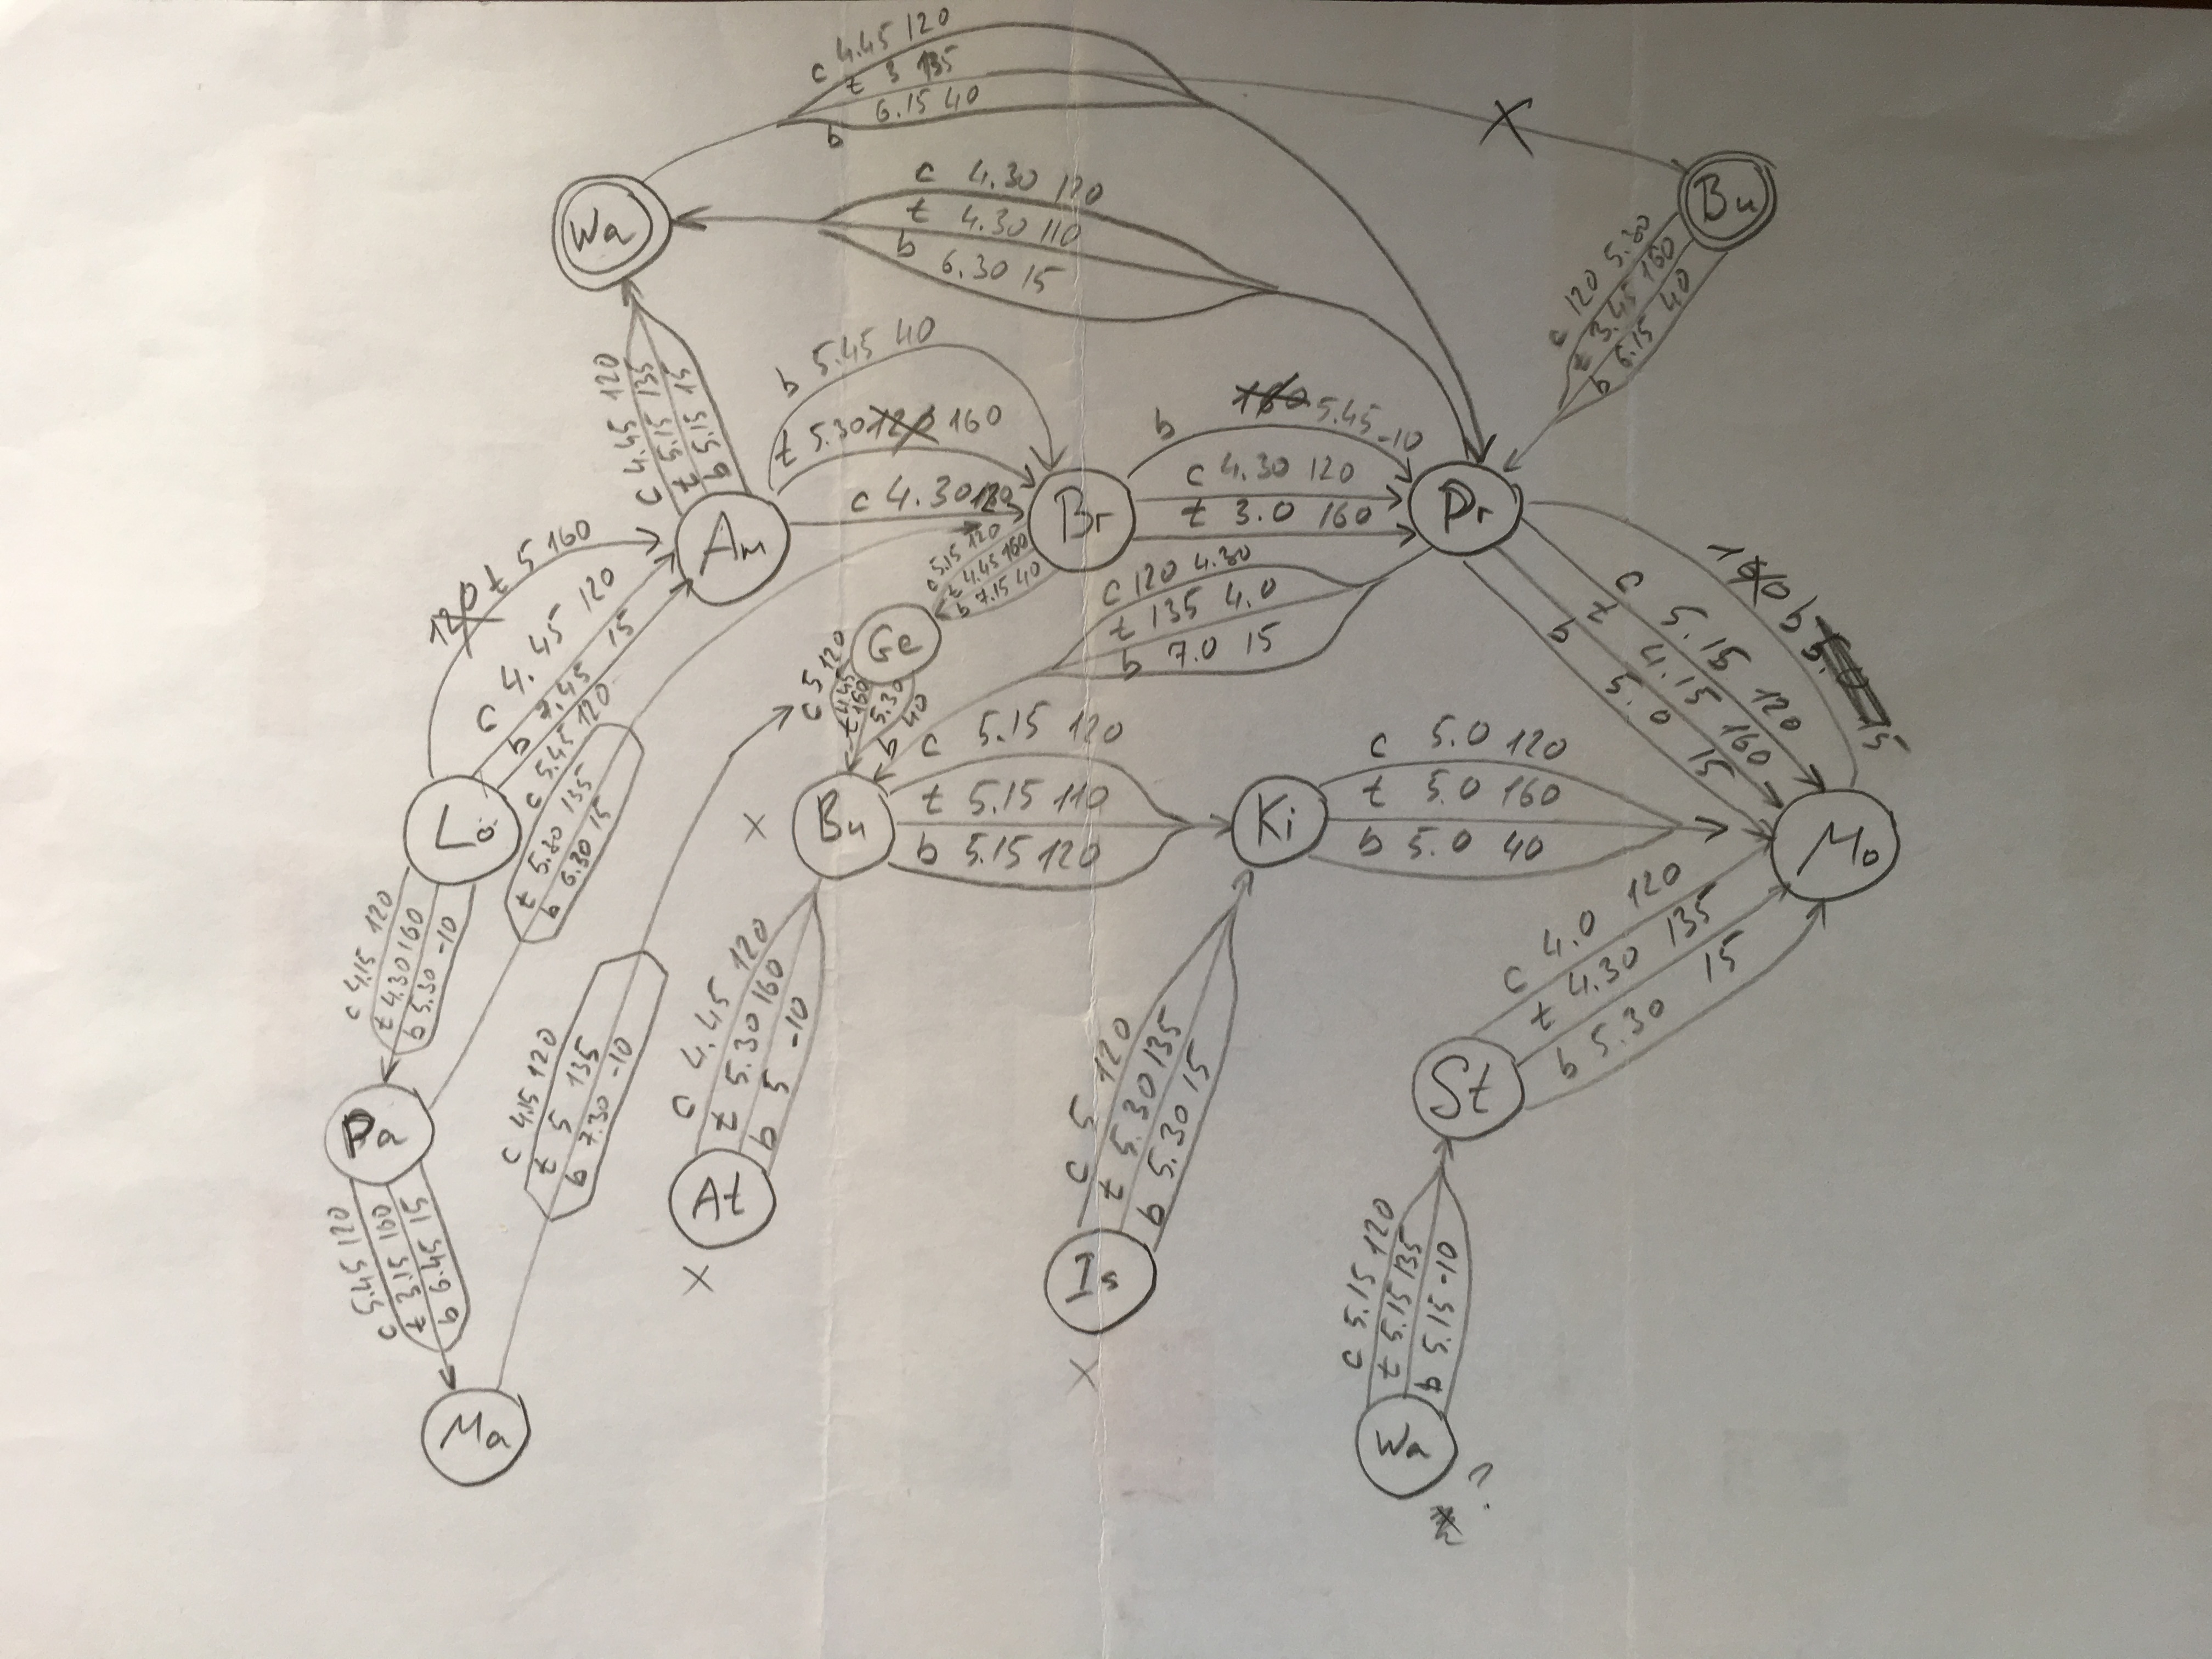 Pa
c 5.45 120
t 3.15 160
b 6.45 15
Ma
c 4.15 120
t 4.30 160
b 5.30 -10
Lo
t 5 160
c 4.45 120
b 7.45 15
c 5.45 120
t 5.30 135
b 6.30 15
c 4.15 120
t 5 135
b 7.30 -10
Wa
c 4.45 120
t 5.15 135
b 5.15 15
Am
b 5.45 40
t 5.30 160
c 4.30 120
At
c 4.45 120
t 5.30 160
b 5 -10
Bu
c 5 120
t 4.45 160
b 5.30 40
Ge
c 5.15 120
t 4.45 160
b 7.15 40
Br
c 4.45 120
t 5 135
b 6.15 40
c 4.30 120
t 4.30 110
b 6.30 15
c 5.15 120
t 5.15 110
b 5.15 120
c 120 4.30
t 135 4.0
b 7.0 15
b 5.45 -10
c 4.30 120
t 3.0 160
Is
c 5 120
t 5.30 135
b 5.30 15
Ki
c 5.0 120
t 5.0 160
b 5.0 40
Pr
c 120 5.30
3.45 160
b 6.15 40
Bu
Wa
c 5.15 120
t 5.15 135
b 5.15 -10
St
c 4.0 120
t 4.30 135
b 5.30 15
b 5.0 15
t 4.15 160
c 5.15 120
b
15
Mo